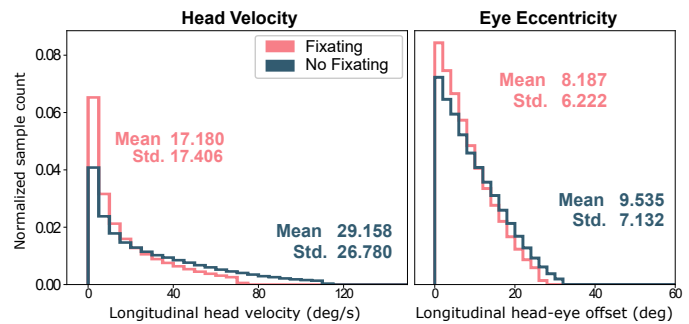 Head Velocity
Eye Eccentricity
Normalized sample count
0.08
0.06
0.04
0.02
0.00
Fixating
No Fixating
Mean 17.180
Std. 17.406
Mean 29.158
Std. 26.780
0 40 80 120
Longitudinal head velocity (deg/s)
Mean 8.187
Std. 6.222
Mean 9.535
Std. 7.132
0 20 40 60
Longitudinal head-eye offset (deg)